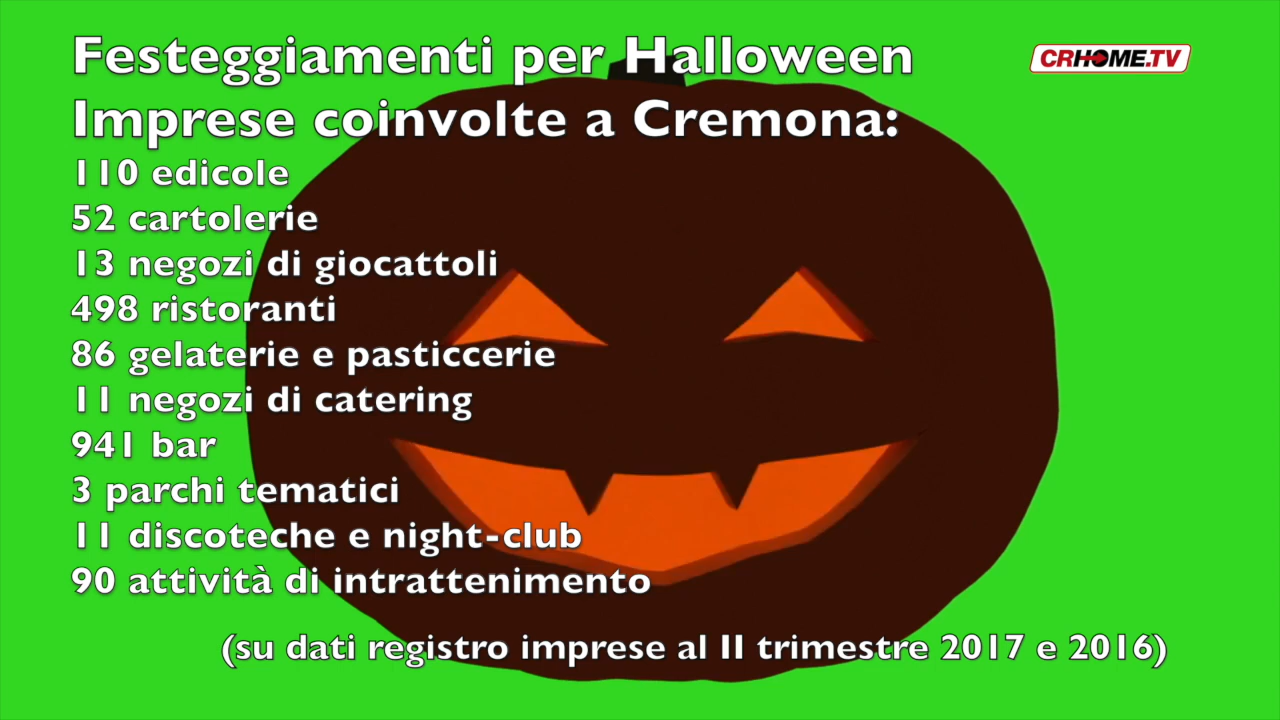 Festeggiamenti per Halloween
CRHOME.TV
Imprese coinvolte a Cremona:
110 edicole
52 cartolerie
13 negozi di giocattoli
498 ristoranti
86 gelaterie e pasticcerie
11 negozi di catering
941 bar
3 parchi tematici
11 discoteche e night-club
90 attività di intrattenimento
(su dati registro imprese al II trimestre 2017 e 2016)